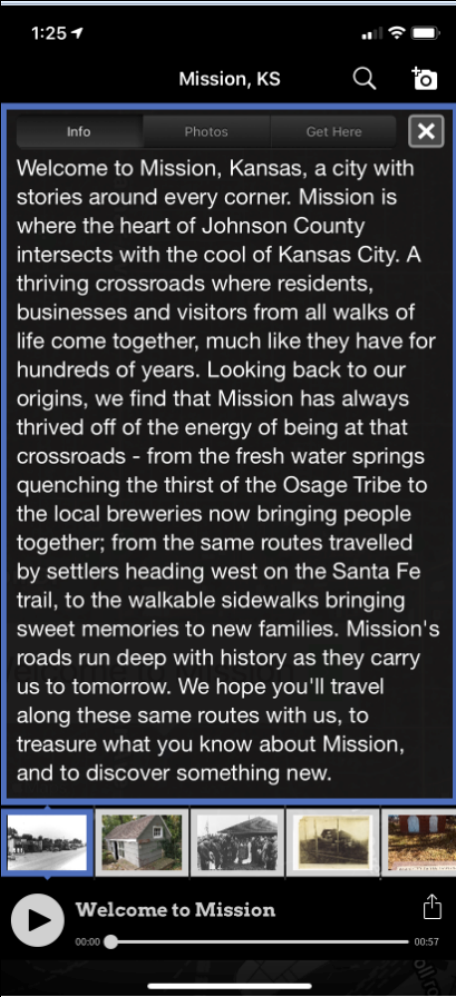 1:25
Mission, KS
Info
Photos
Get Here
Welcome to Mission, Kansas, a city with
stories around every corner. Mission is
where the heart of Johnson County
intersects with the cool of Kansas City. A
thriving crossroads where residents,
businesses and visitors from all walks of
life come together, much like they have for
hundreds of years. Looking back to our
origins, we find that Mission has always
thrived off of the energy of being at that
crossroads - from the fresh water springs
quenching the thirst of the Osage Tribe to
the local breweries now bringing people
together; from the same routes travelled
by settlers heading west on the Santa Fe
trail, to the walkable sidewalks bringing
sweet memories to new families. Mission's
roads run deep with history as they carry
us to tomorrow. We hope you'll travel
along these same routes with us, to
treasure what you know about Mission,
and to discover something new.
Welcome to Mission
00:00
00:57